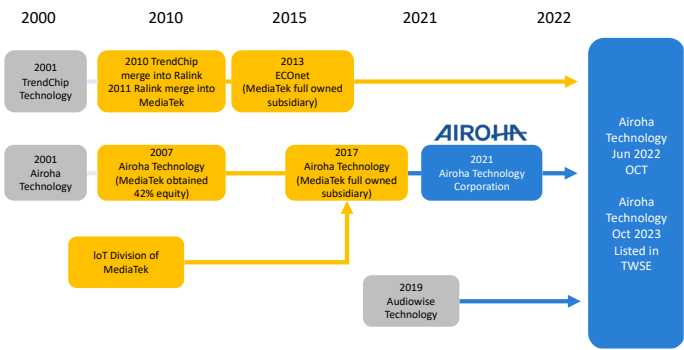 2000
2010
2015
2021
2022
2001
TrendChip
Technology
2010 TrendChip
merge into Ralink
2011 Ralink merge into
MediaTek
2013
ECOnet
(MediaTek full owned
subsidiary)
AIROHA
2001
Airoha
Technology
2007
Airoha Technology
(MediaTek obtained
42% equity)
2017
Airoha Technology
(MediaTek full owned
subsidiary)
2021
Airoha Technology
Corporation
IoT Division of
MediaTek
2019
Audiowise
Technology
Airoha
Technology
Jun 2022
OCT
Airoha
Technology
Oct 2023
Listed in
TWSE